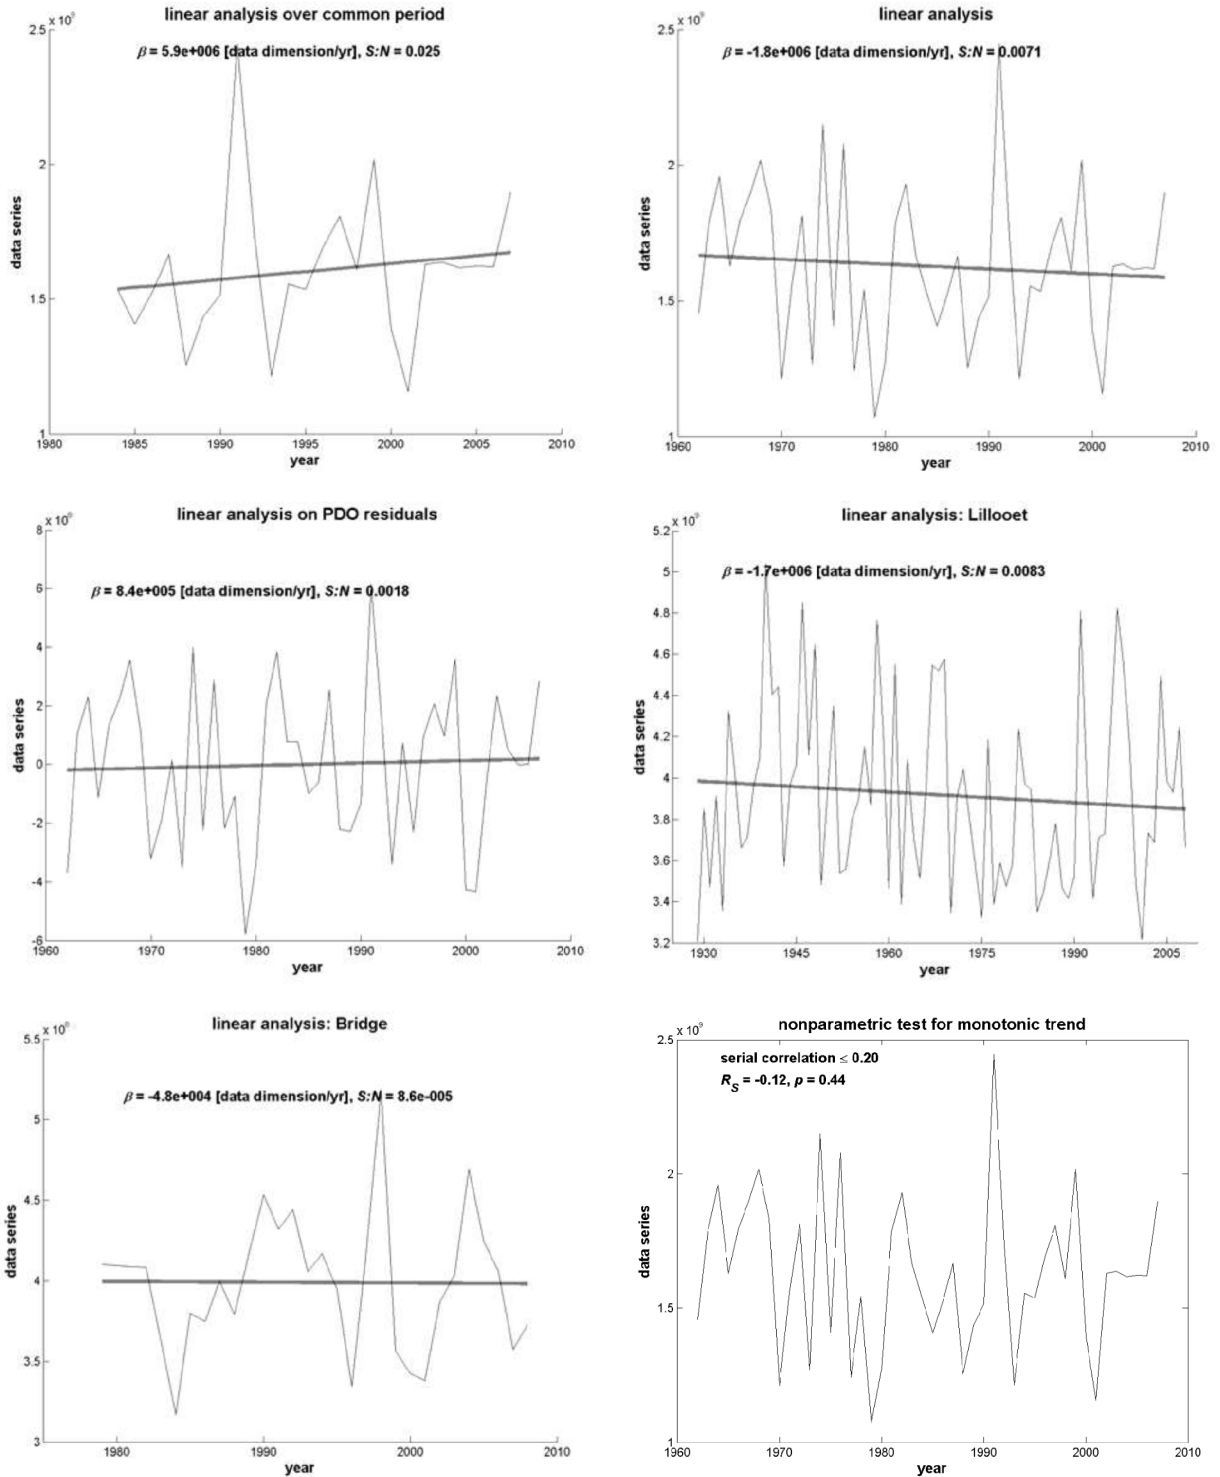 linear analysis over common period
x 10⁹
β = 5.9e+006 [data dimension/yr], S:N = 0.025
2.5
2
1.5
1
data series
1980 1985 1990 1995 2000 2005 2010
year
linear analysis
x 10⁹
β = -1.8e+006 [data dimension/yr], S:N = 0.0071
2.5
2
1.5
1
data series
1960 1970 1980 1990 2000 2010
year
linear analysis on PDO residuals
β = 8.4e+005 [data dimension/yr], S:N = 0.0018
8
6
4
2
0
-2
-4
-6
data series
1960 1970 1980 1990 2000 2010
year
linear analysis: Lillooet
x 10⁹
β = -1.7e+006 [data dimension/yr], S:N = 0.0083
5.2
5
4.8
4.6
4.4
4.2
4
3.8
3.6
3.4
3.2
data series
1930 1945 1960 1975 1990 2005
year
linear analysis: Bridge
β = -4.8e+004 [data dimension/yr], S:N = 8.6e-005
5.5
5
4.5
4
3.5
3
data series
1980 1990 2000 2010
year
nonparametric test for monotonic trend
x 10⁹
serial correlation ≤ 0.20
R_S = -0.12, p = 0.44
2.5
2
1.5
1
data series
1960 1970 1980 1990 2000 2010
year